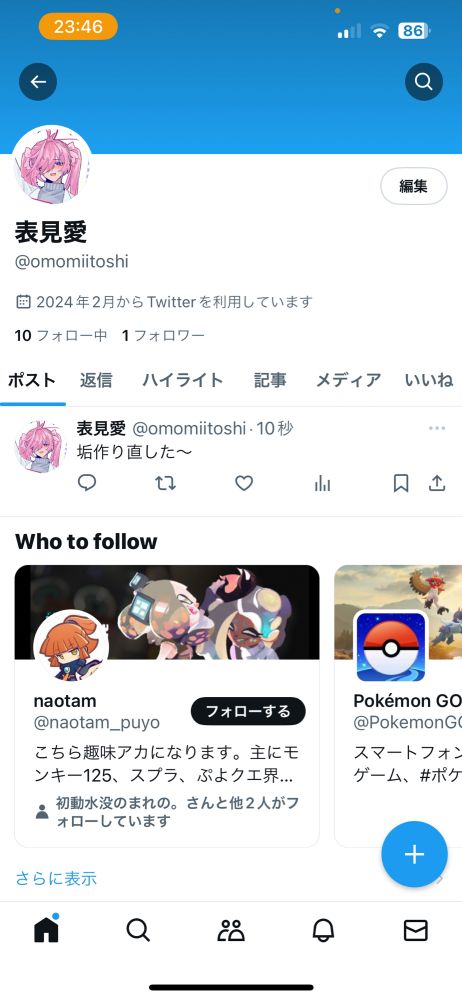 23:46
86
編集
表見愛
@omomiitoshi
2024年2月からTwitterを利用しています
10 フォロー中 1 フォロワー
ポスト 返信 ハイライト 記事 メディア いいね
表見愛 @omomiitoshi · 10秒
垢作り直した〜
Who to follow
naotam
@naotam_puyo
フォローする
こちら趣味アカになります。主にモ
ンキー125、スプラ、ぷよクエ界...
初動水没のまれの。さんと他2人がフ
ォローしています
Pokémon GO
@PokemonG
スマートフォン
ゲーム、#ポケ
さらに表示